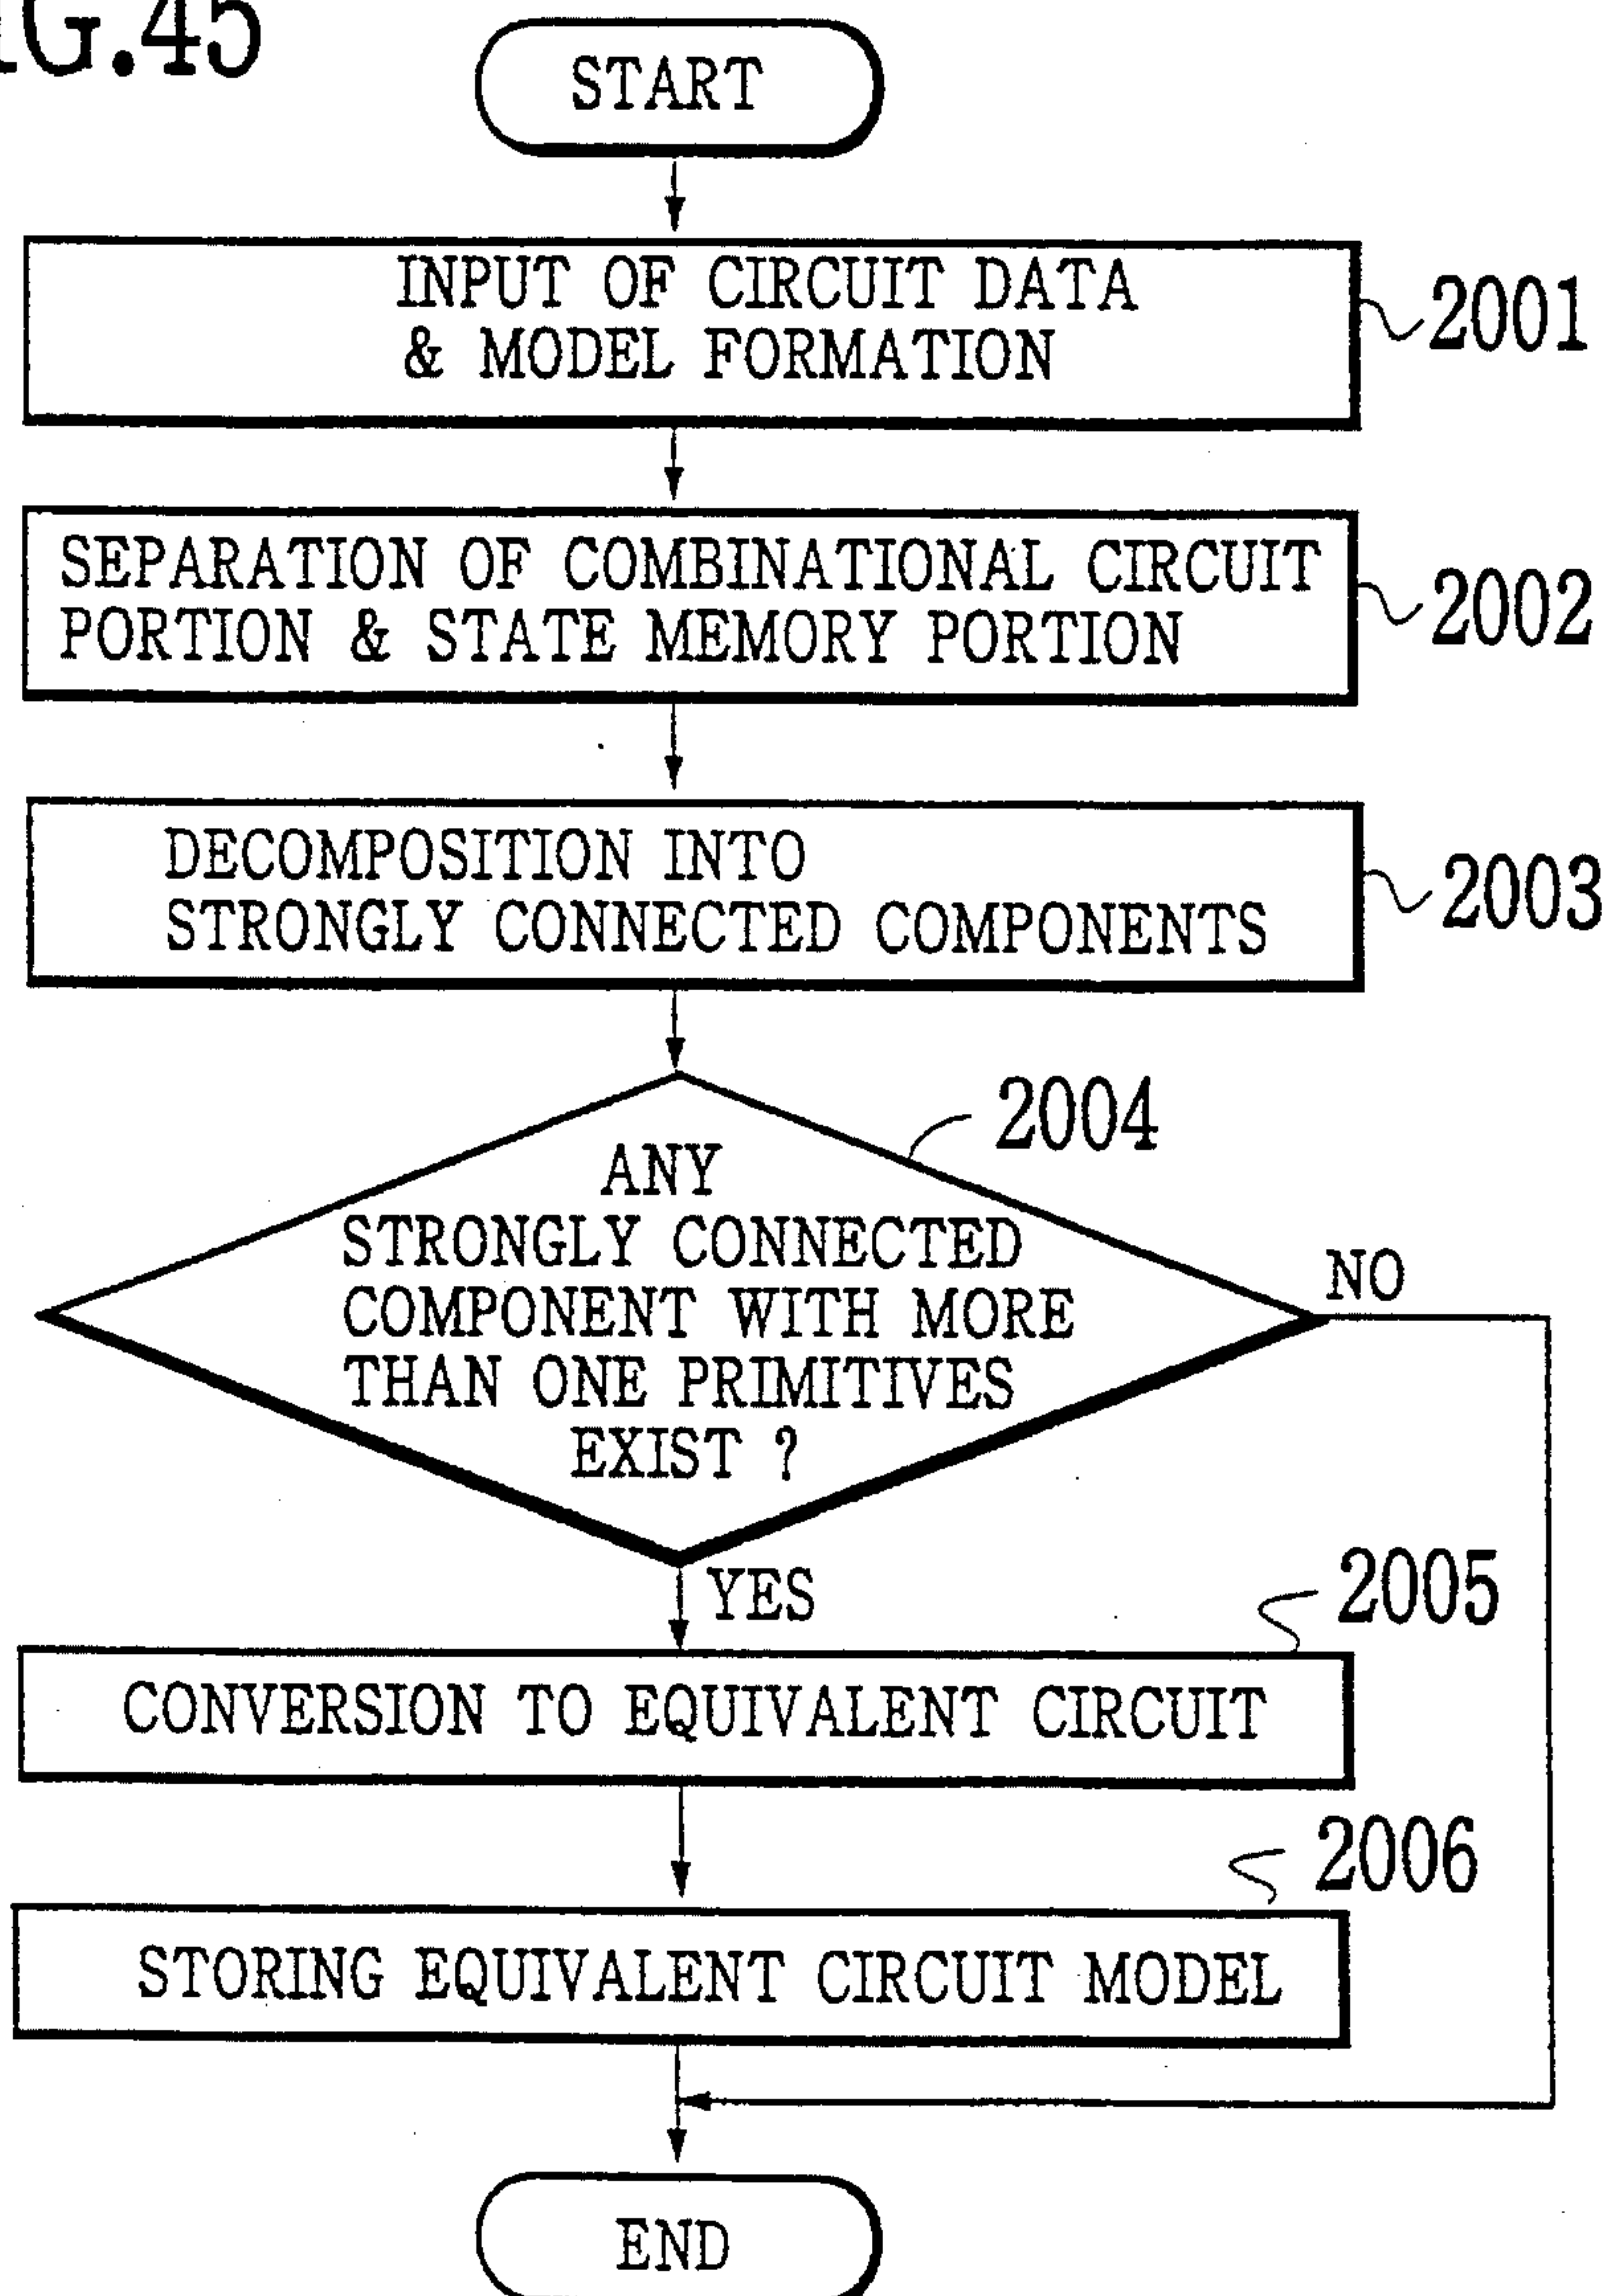 IG.45
START
INPUT OF CIRCUIT DATA
& MODEL FORMATION
2001
SEPARATION OF COMBINATIONAL CIRCUIT
PORTION & STATE MEMORY PORTION
2002
DECOMPOSITION INTO
STRONGLY CONNECTED COMPONENTS
2003
2004
ANY
STRONGLY CONNECTED
COMPONENT WITH MORE
THAN ONE PRIMITIVES
EXIST ?
NO
YES
2005
CONVERSION TO EQUIVALENT CIRCUIT
2006
STORING EQUIVALENT CIRCUIT MODEL
END